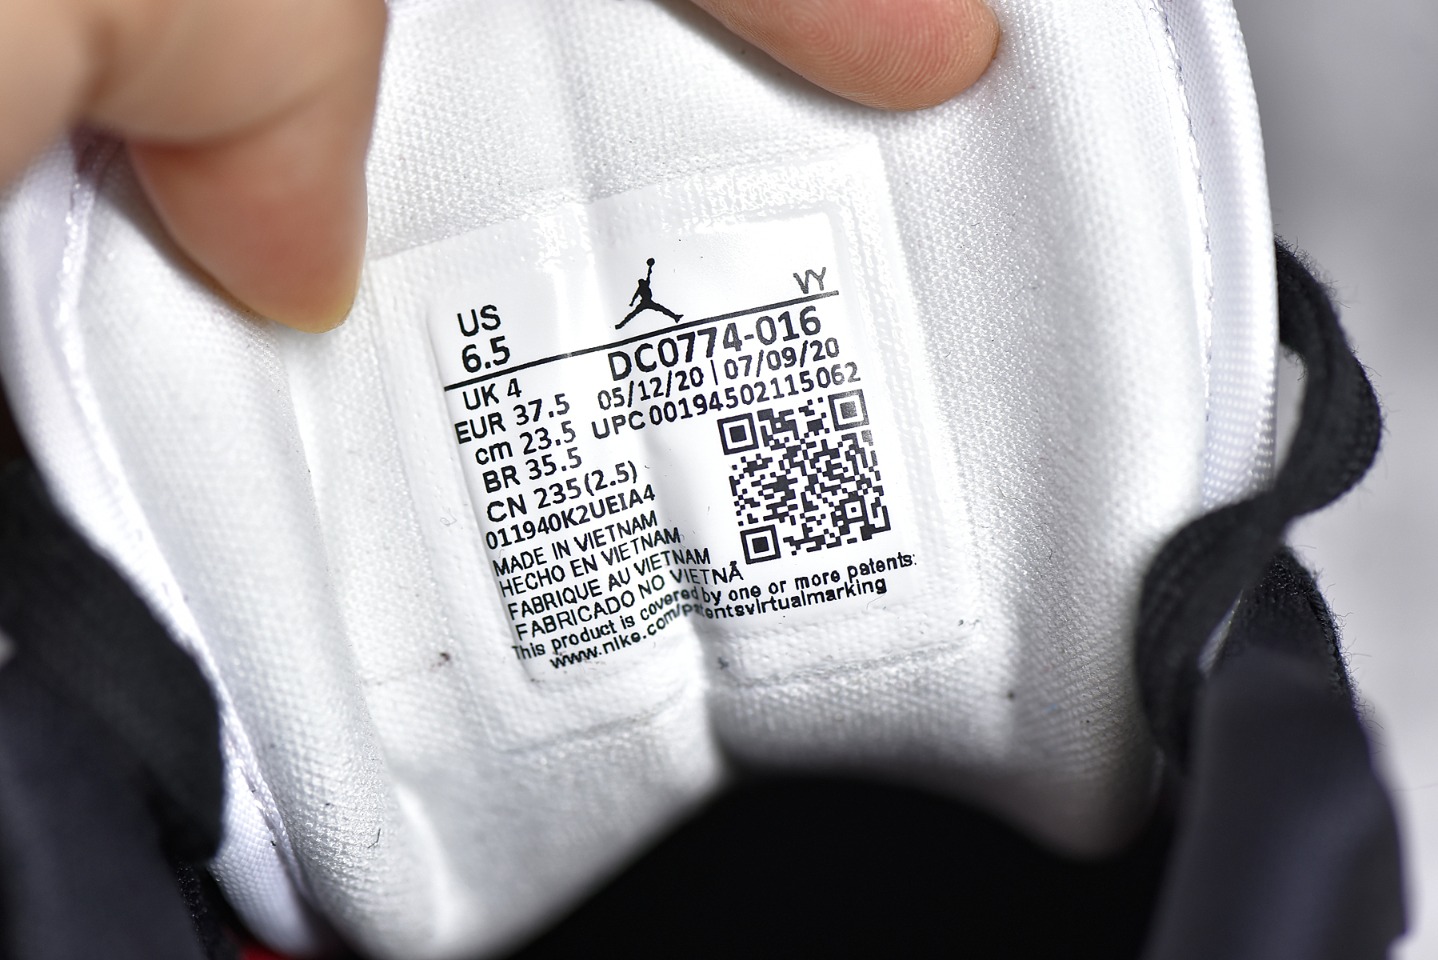 US
6.5
VY
DC0774-016
05/12/20 | 07/09/20
UPC 00194502115062
UK 4
EUR 37.5
cm 23.5
BR 35.5
CN 235(2.5)
011940K2UEIA4
MADE IN VIETNAM
HECHO EN VIETNAM
FABRIQUE AU VIETNAM
FABRICADO NO VIETNÃ
This product is covered by one or more patents:
www.nike.com/patentsvirtualmarking